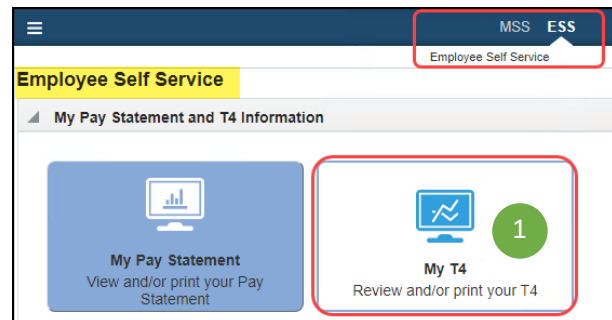 MSS ESS
Employee Self Service
Employee Self Service
My Pay Statement and T4 Information
My Pay Statement
View and/or print your Pay
Statement
1
My T4
Review and/or print your T4